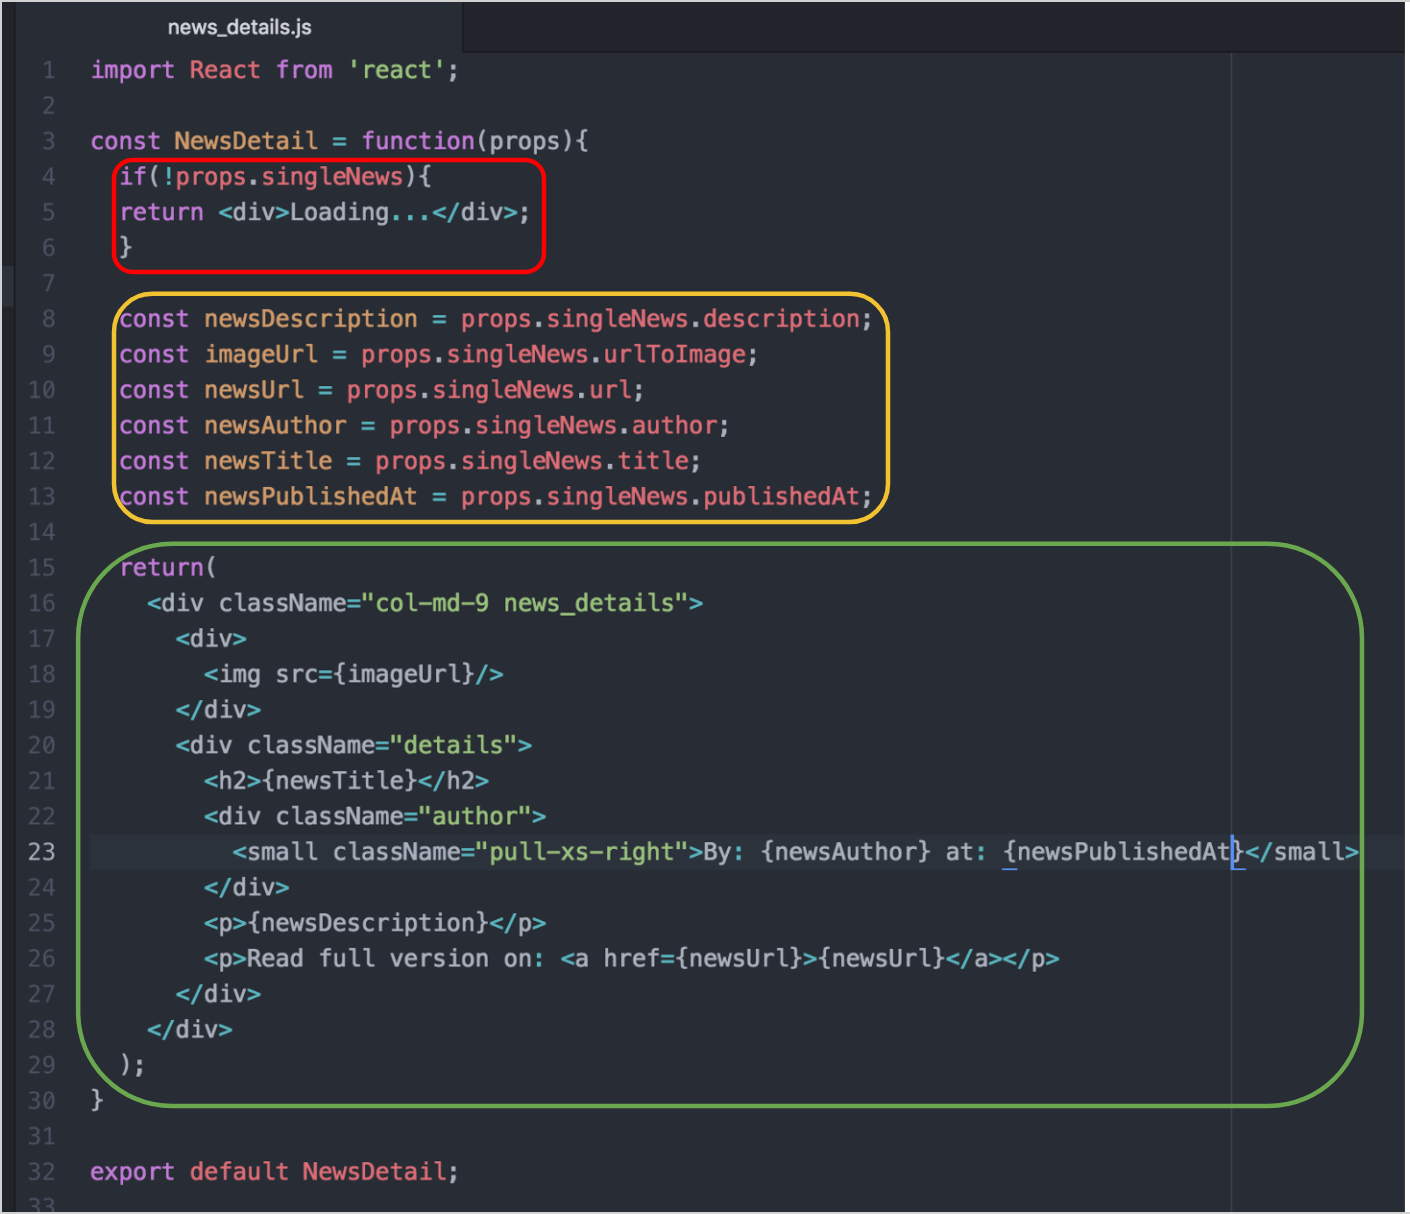 news_details.js
1 import React from 'react';
2
3 const NewsDetail = function(props){
4   if(!props.singleNews){
5   return <div>Loading...</div>;
6   }
7
8   const newsDescription = props.singleNews.description;
9   const imageUrl = props.singleNews.urlToImage;
10   const newsUrl = props.singleNews.url;
11   const newsAuthor = props.singleNews.author;
12   const newsTitle = props.singleNews.title;
13   const newsPublishedAt = props.singleNews.publishedAt;
14
15   return(
16     <div className="col-md-9 news_details">
17       <div>
18         <img src={imageUrl}/>
19       </div>
20       <div className="details">
21         <h2>{newsTitle}</h2>
22         <div className="author">
23           <small className="pull-xs-right">By: {newsAuthor} at: {newsPublishedAt}</small>
24         </div>
25         <p>{newsDescription}</p>
26         <p>Read full version on: <a href={newsUrl}>{newsUrl}</a></p>
27       </div>
28     </div>
29   );
30 }
31
32 export default NewsDetail;
33